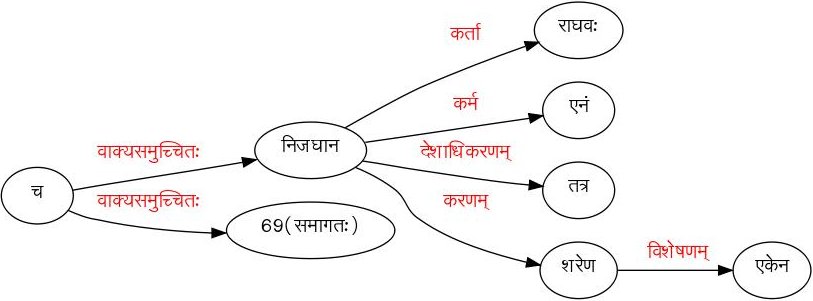 राघवः
कर्ता
एनं
कर्म
निजघान
वाक्यसमुच्चितः
देशाधिकरणम्
तत्र
च
वाक्यसमुच्चितः
करणम्
69(समागतः)
विशेषणम्
शरेण
एकेन